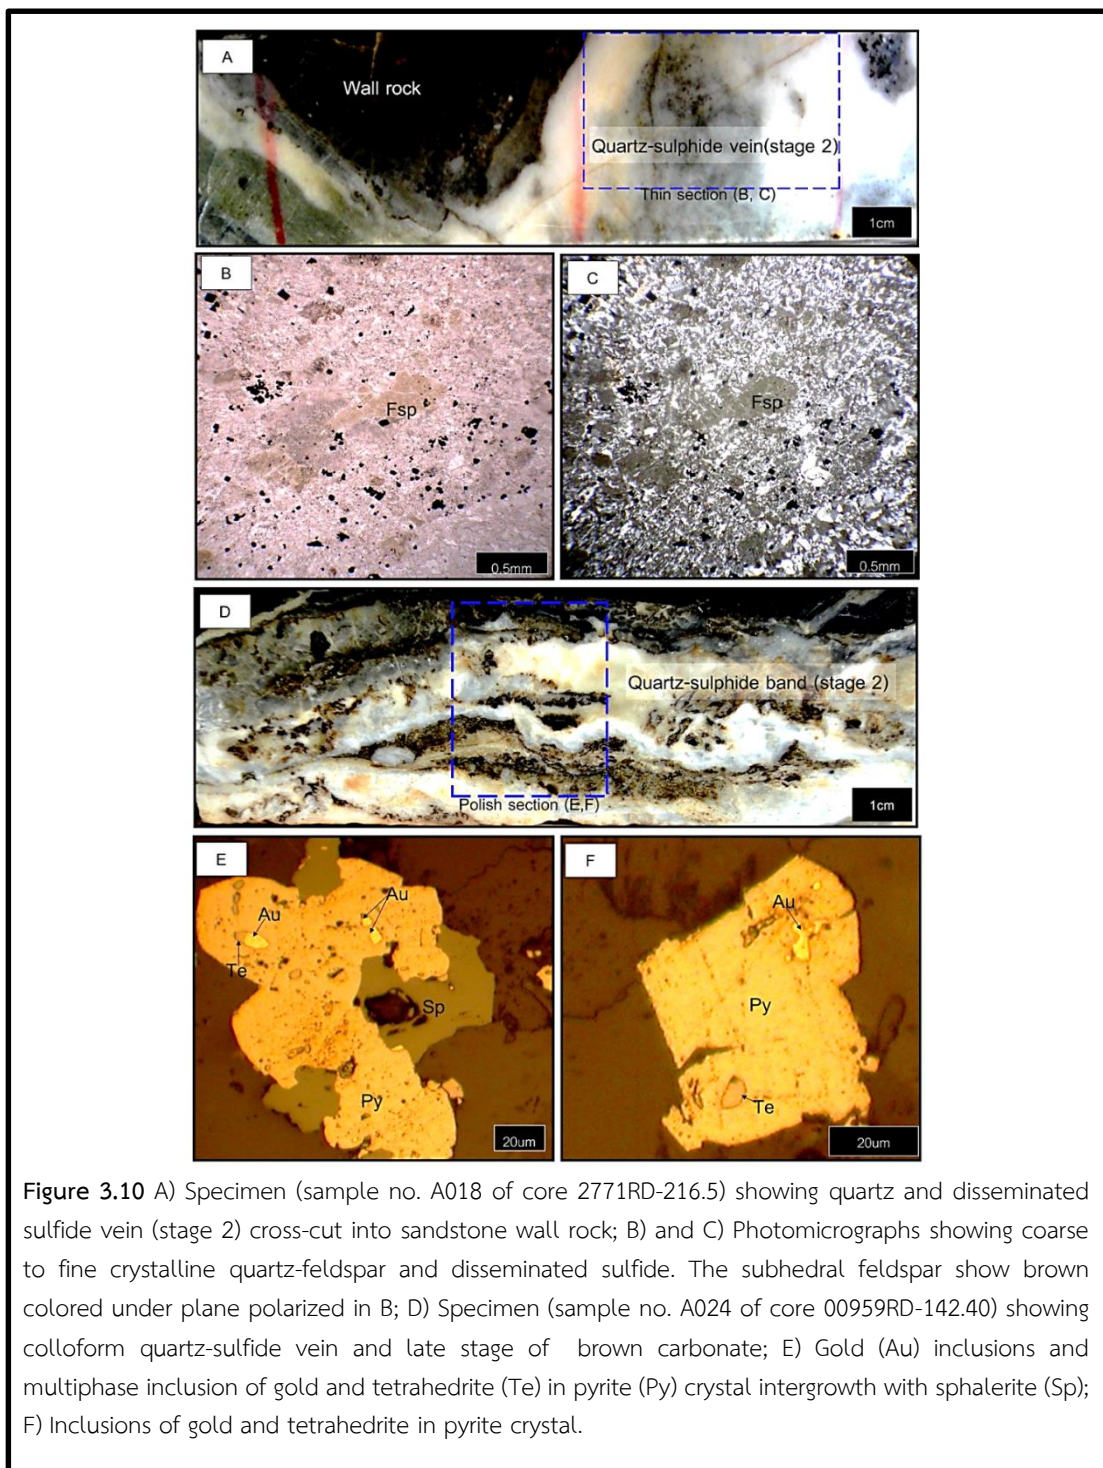 A
Wall rock
Quartz-sulphide vein(stage 2)
Thin section (B, C)
1cm
B
Fsp
0.5mm
C
Fsp
0.5mm
D
Quartz-sulphide band (stage 2)
Polish section (E,F)
1cm
E
Au
Au
Te
Sp
Py
20um
F
Au
Py
Te
20um
Figure 3.10 A) Specimen (sample no. A018 of core 2771RD-216.5) showing quartz and disseminated
sulfide vein (stage 2) cross-cut into sandstone wall rock; B) and C) Photomicrographs showing coarse
to fine crystalline quartz-feldspar and disseminated sulfide. The subhedral feldspar show brown
colored under plane polarized in B; D) Specimen (sample no. A024 of core 00959RD-142.40) showing
colloform quartz-sulfide vein and late stage of brown carbonate; E) Gold (Au) inclusions and
multiphase inclusion of gold and tetrahedrite (Te) in pyrite (Py) crystal intergrowth with sphalerite (Sp);
F) Inclusions of gold and tetrahedrite in pyrite crystal.